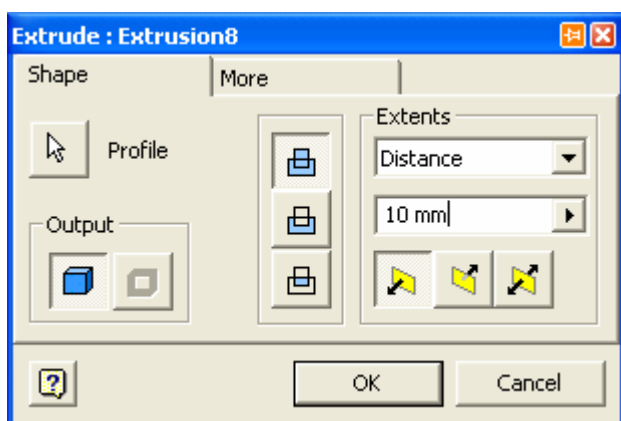 Extrude : Extrusion8
Shape
More
Profile
Output
Extents
Distance
10 mm
?
OK
Cancel